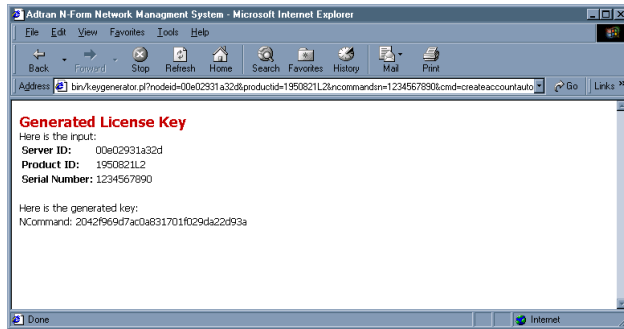 Adtran N-Form Network Managment System - Microsoft Internet Explorer
File Edit View Favorites Tools Help
Back Forward Stop Refresh Home Search Favorites History Mail Print
Address bin/keygenerator.pl?nodeid=00e02931a32d&productid=1950821L2&ncommandsn=1234567890&cmd=createaccountauto Go Links »
Generated License Key
Here is the input:
Server ID: 00e02931a32d
Product ID: 1950821L2
Serial Number: 1234567890
Here is the generated key:
NCommand: 2042f969d7ac0a831701f029da22d93a
Done Internet